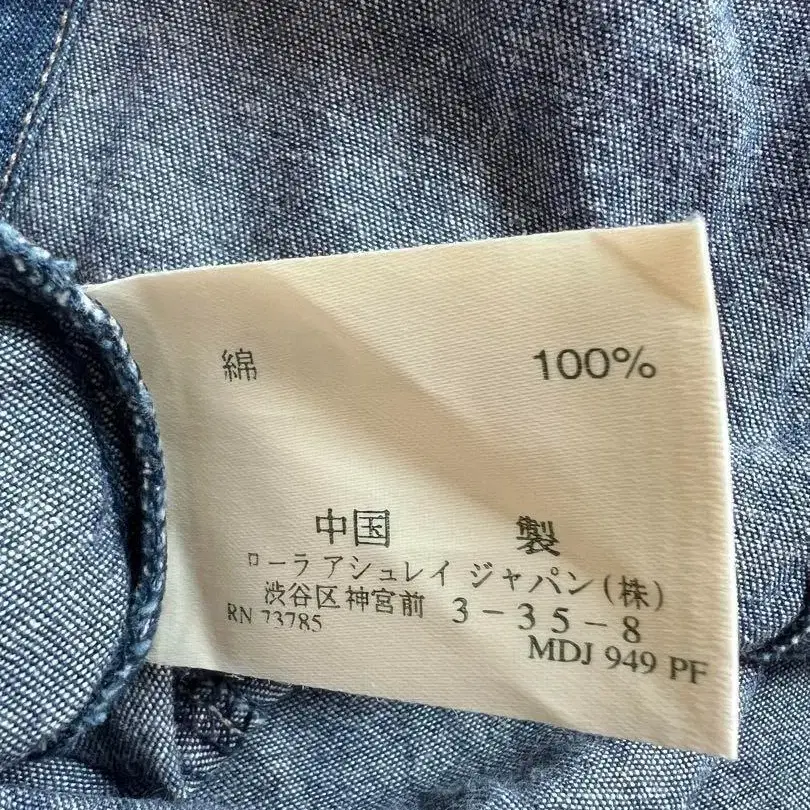 綿 100%
中国 製
ローラ アシュレイ ジャパン(株)
渋谷区神宮前 3-35-8
RN 73785
MDJ 949 PF